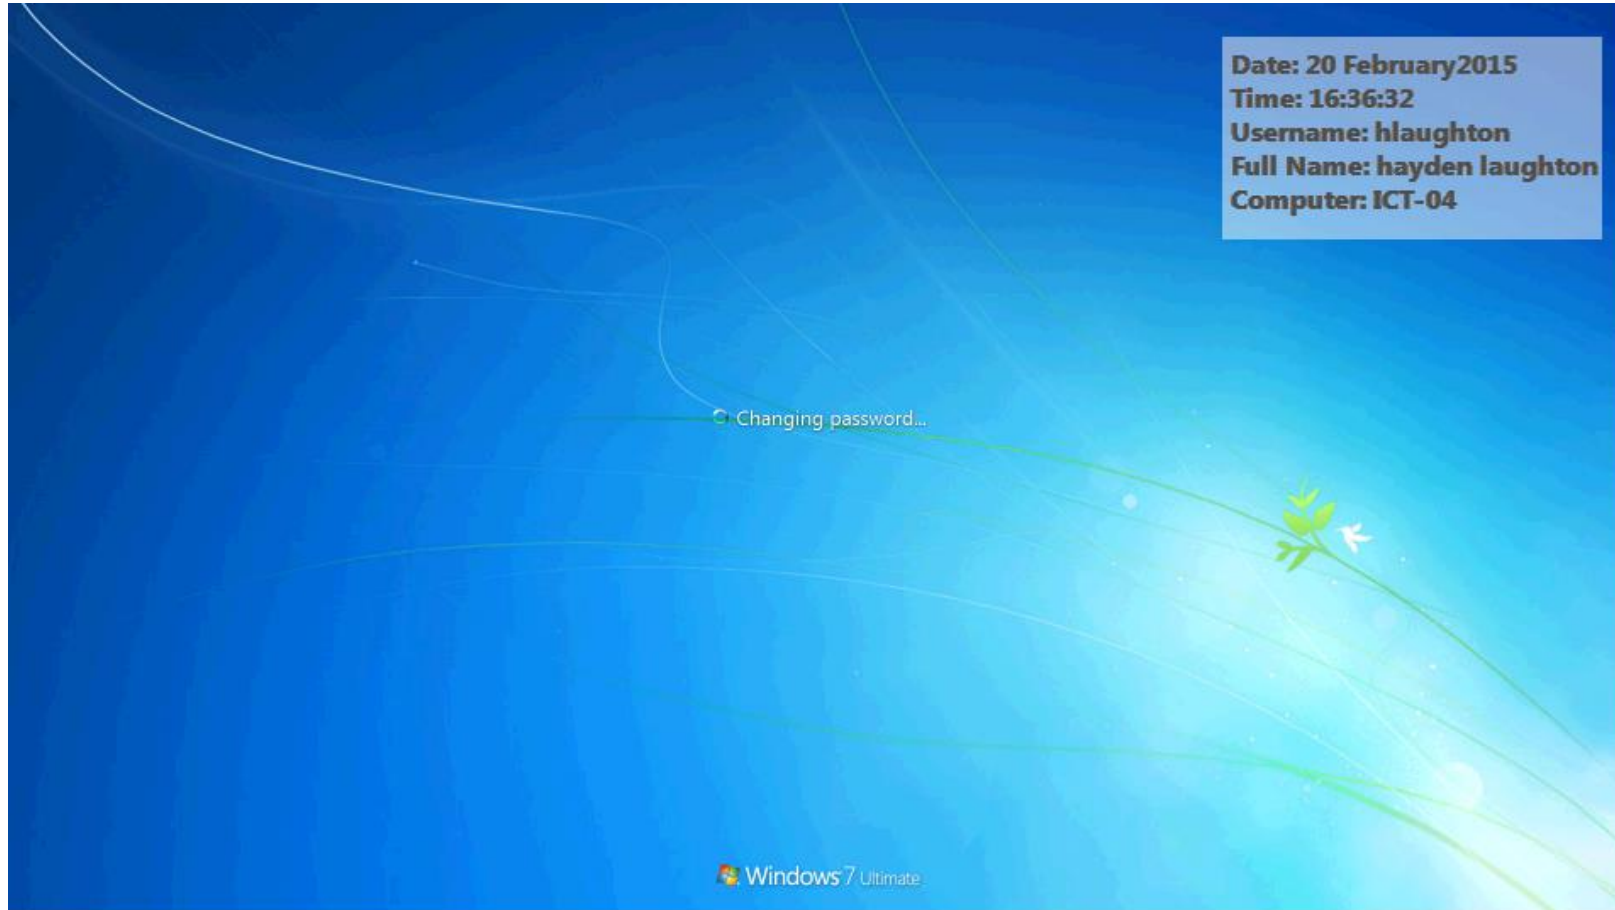 Date: 20 February2015
Time: 16:36:32
Username: hlaughton
Full Name: hayden laughton
Computer: ICT-04
Changing password...
Windows 7 Ultimate